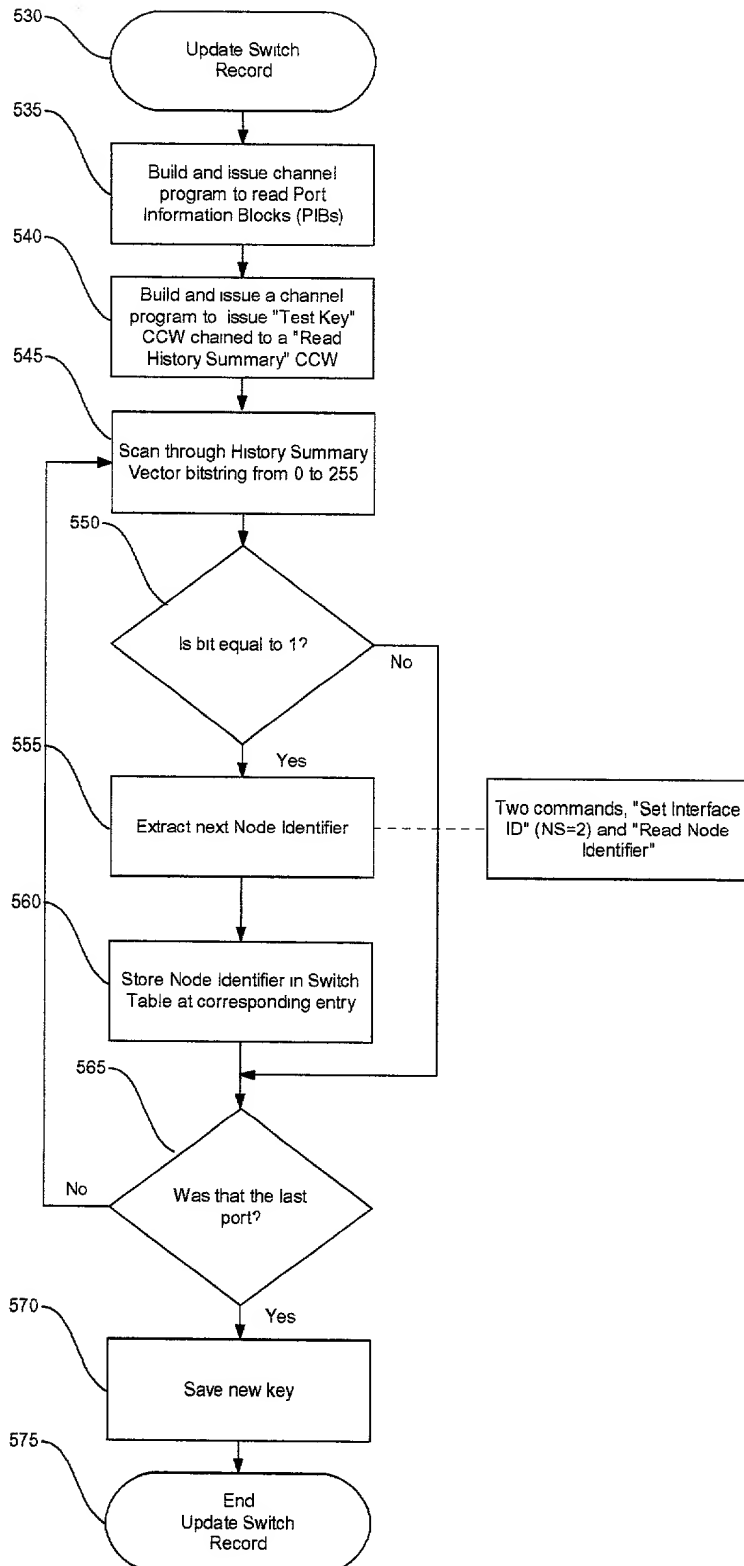 530
Update Switch
Record
535
Build and issue channel
program to read Port
Information Blocks (PIBs)
540
Build and issue a channel
program to issue "Test Key"
CCW chained to a "Read
History Summary" CCW
545
Scan through History Summary
Vector bitstring from 0 to 255
550
Is bit equal to 1?
No
Yes
555
Extract next Node Identifier
Two commands, "Set Interface
ID" (NS=2) and "Read Node
Identifier"
560
Store Node Identifier in Switch
Table at corresponding entry
565
No
Was that the last
port?
Yes
570
Save new key
575
End
Update Switch
Record